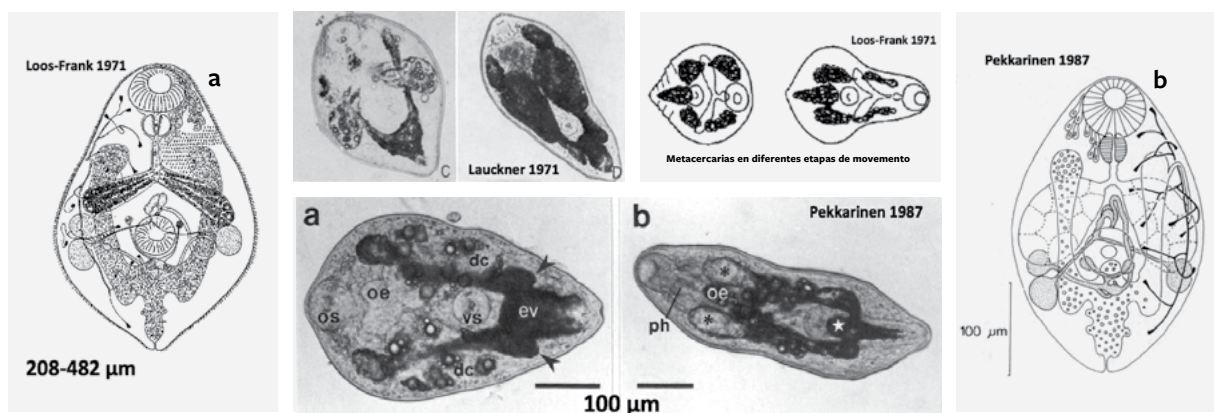 Loos-Frank 1971
a
208-482 µm
C
Lauckner 1971
D
Loos-Frank 1971
Metacercarias en diferentes etapas de movemento
a
dc
oe
os
vs
ev
dc
b
Pekkarinen 1987
*
oe
*
ph
100 µm
Pekkarinen 1987
b
100 µm